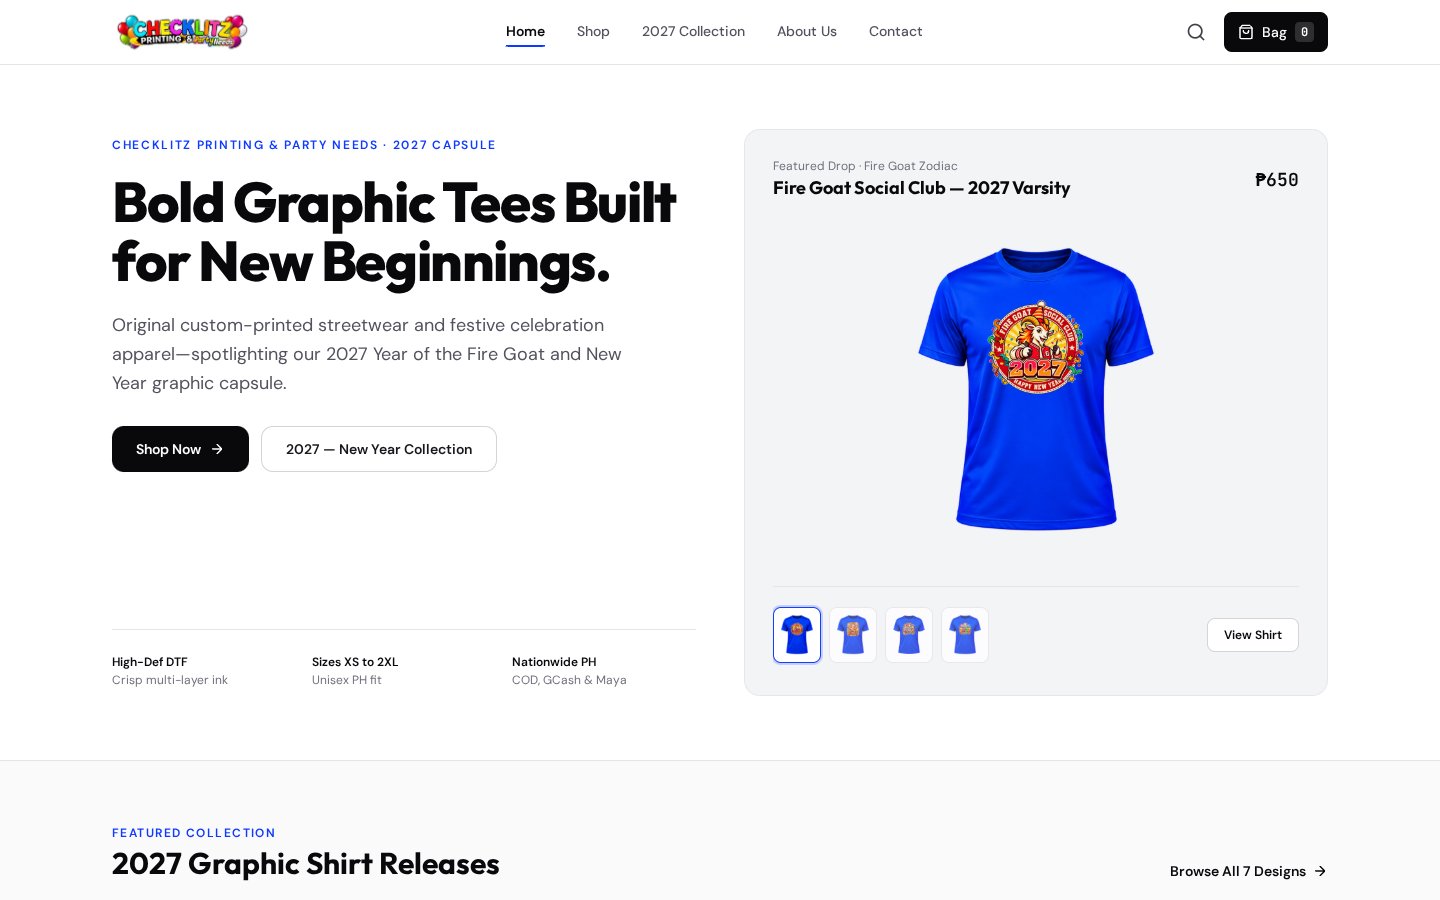 CHECKLITZ
PRINTING & Party Needs
Home
Shop
2027 Collection
About Us
Contact
Bag 0
CHECKLITZ PRINTING & PARTY NEEDS · 2027 CAPSULE
Bold Graphic Tees Built
for New Beginnings.
Original custom-printed streetwear and festive celebration
apparel—spotlighting our 2027 Year of the Fire Goat and New
Year graphic capsule.
Shop Now
2027 — New Year Collection
High-Def DTF
Crisp multi-layer ink
Sizes XS to 2XL
Unisex PH fit
Nationwide PH
COD, GCash & Maya
Featured Drop · Fire Goat Zodiac
Fire Goat Social Club — 2027 Varsity
₱650
FIRE GOAT SOCIAL CLUB
2027
HAPPY NEW YEAR
View Shirt
FEATURED COLLECTION
2027 Graphic Shirt Releases
Browse All 7 Designs